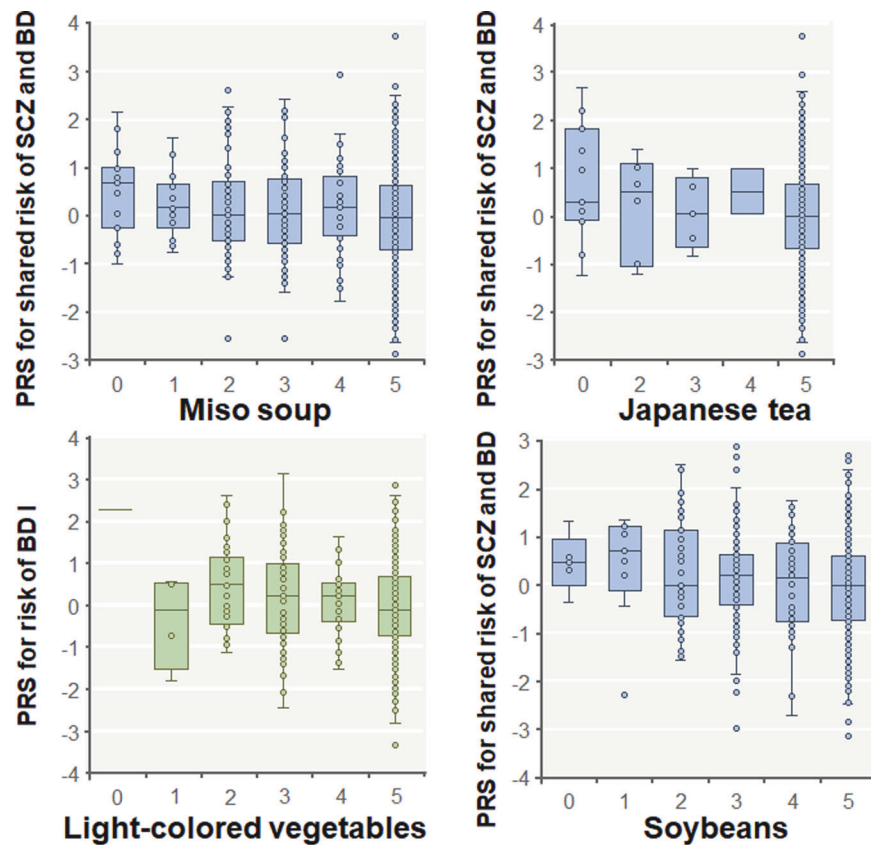 PRS for shared risk of SCZ and BD
4
3
2
1
0
-1
-2
-3
0 1 2 3 4 5
Miso soup
PRS for shared risk of SCZ and BD
4
3
2
1
0
-1
-2
-3
0 2 3 4 5
Japanese tea
PRS for risk of BD I
4
3
2
1
0
-1
-2
-3
-4
0 1 2 3 4 5
Light-colored vegetables
PRS for shared risk of SCZ and BD
3
2
1
0
-1
-2
-3
-4
0 1 2 3 4 5
Soybeans